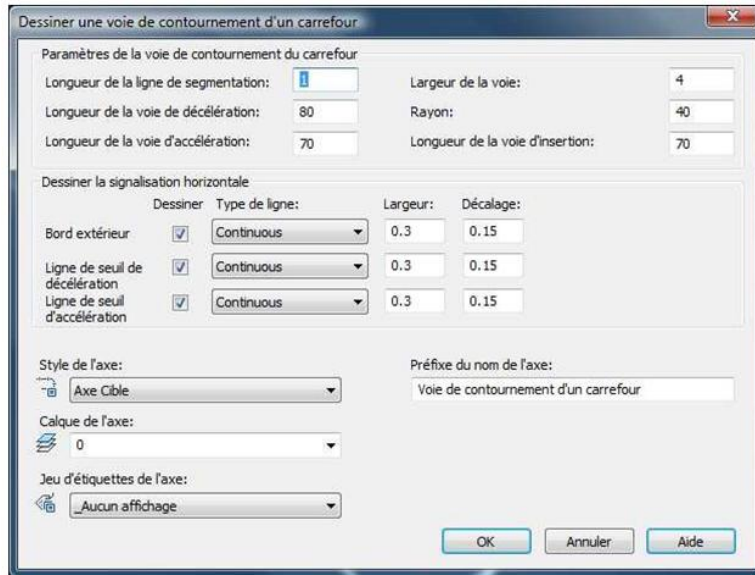 Dessiner une voie de contournement d'un carrefour
Paramètres de la voie de contournement du carrefour
Longueur de la ligne de segmentation: 1 Largeur de la voie: 4
Longueur de la voie de décélération: 80 Rayon: 40
Longueur de la voie d'accélération: 70 Longueur de la voie d'insertion: 70
Dessiner la signalisation horizontale
Dessiner Type de ligne: Largeur: Décalage:
Bord extérieur Continuous 0.3 0.15
Ligne de seuil de décélération Continuous 0.3 0.15
Ligne de seuil d'accélération Continuous 0.3 0.15
Style de l'axe: Préfixe du nom de l'axe:
Axe Cible Voie de contournement d'un carrefour
Calque de l'axe:
0
Jeu d'étiquettes de l'axe:
_Aucun affichage
OK Annuler Aide